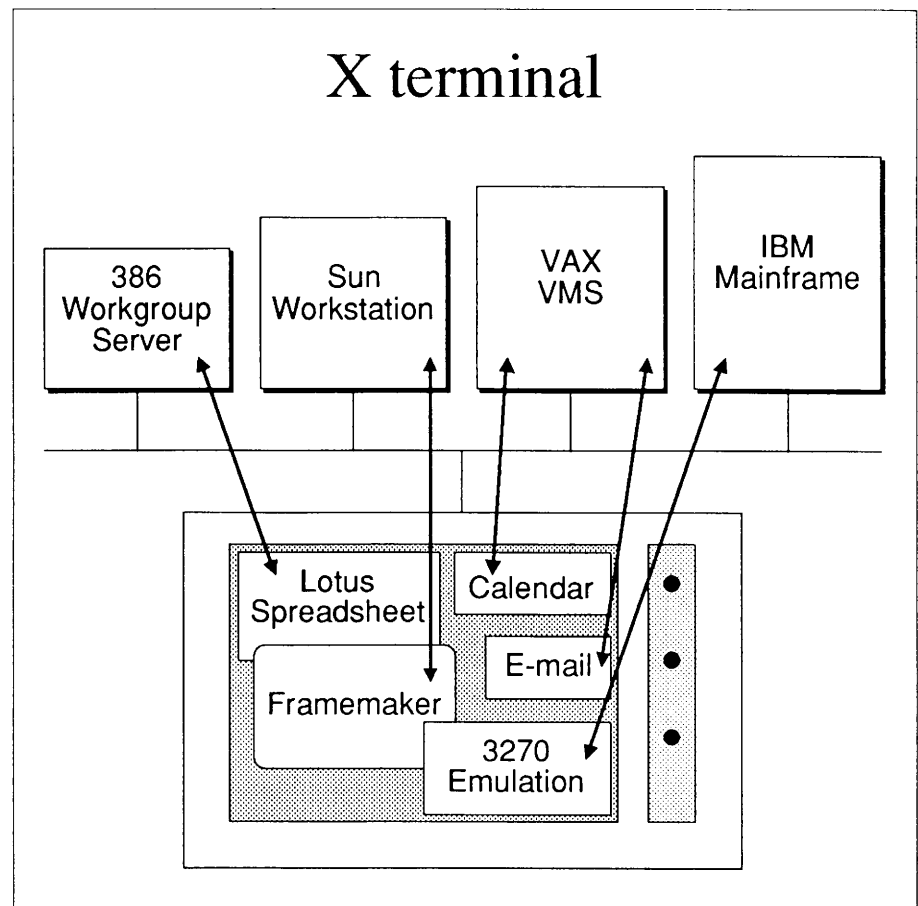 X terminal
386
Workgroup
Server
Sun
Workstation
VAX
VMS
IBM
Mainframe
Lotus
Spreadsheet
Calendar
E-mail
Framemaker
3270
Emulation